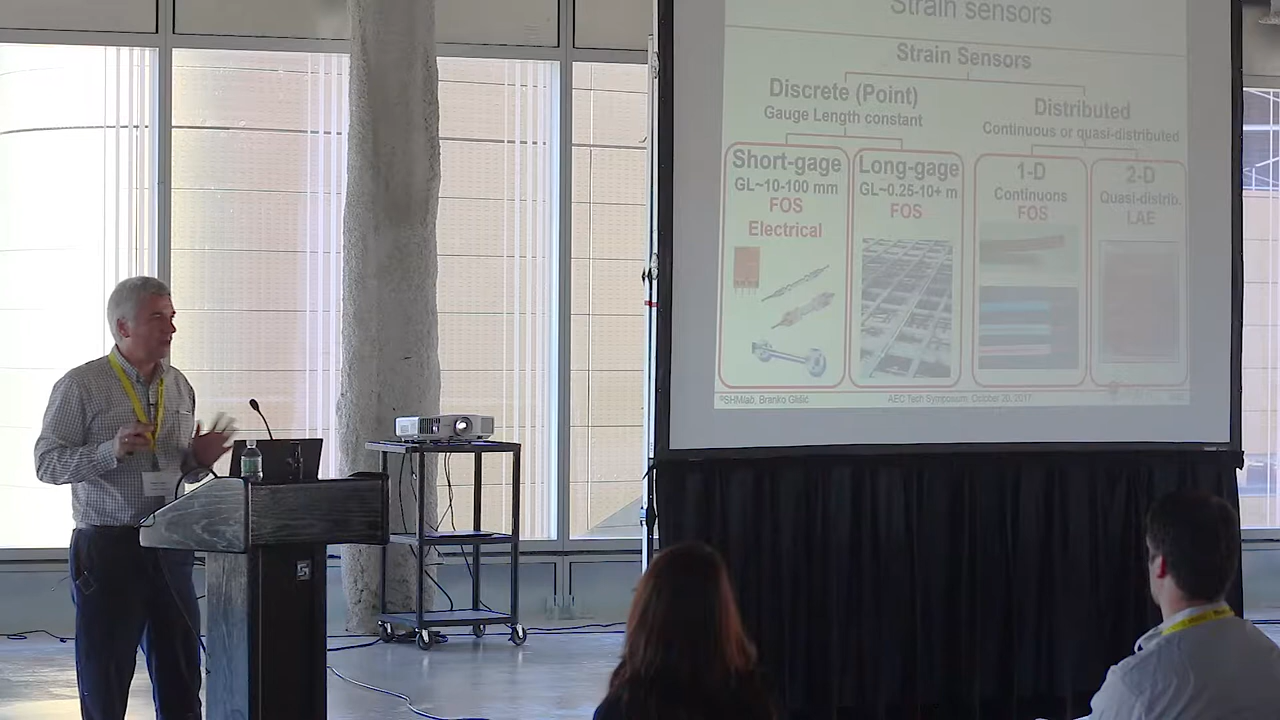 Strain sensors
Strain Sensors
Discrete (Point)
Gauge Length constant
Distributed
Continuous or quasi-distributed
Short-gage
GL~10-100 mm
FOS
Electrical
Long-gage
GL~0.25-10+ m
FOS
1-D
Continuous
FOS
2-D
Quasi-distrib.
LAE
SHMlab, Branko Glišić
AEC Tech Symposium, October 20, 2017